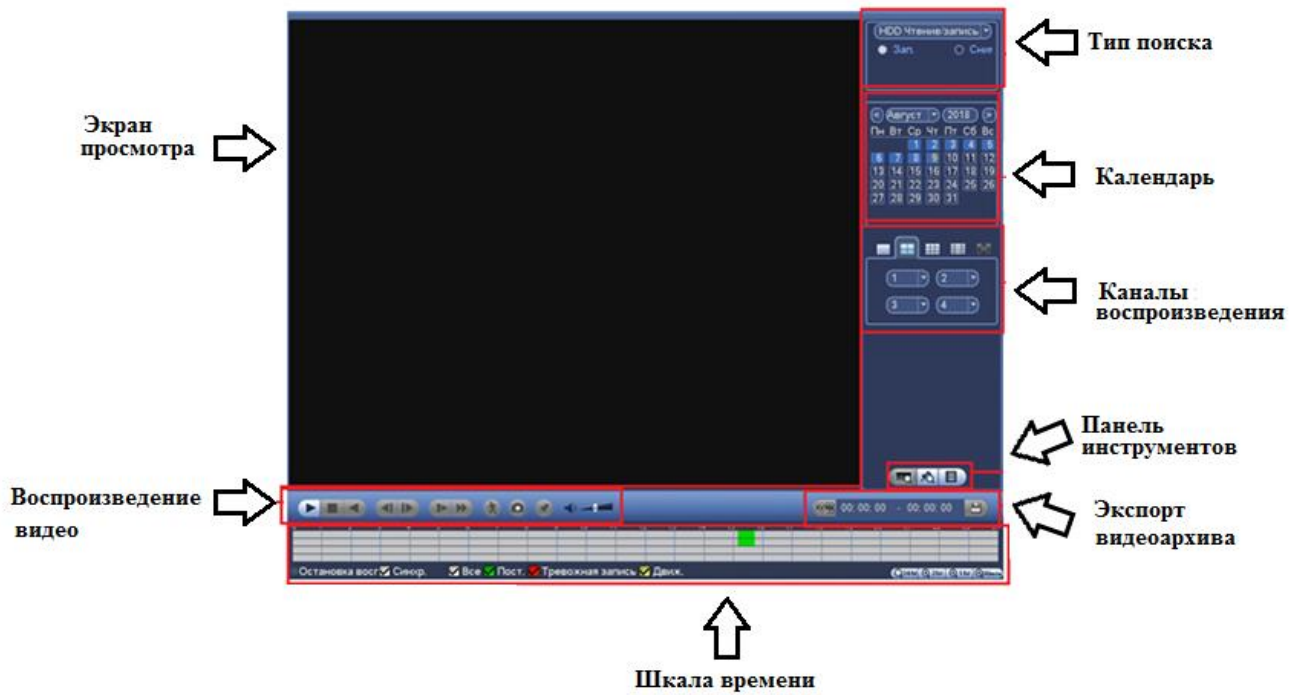 HDD Чтение/запись
Зап.
Сни
Тип поиска
Экран
просмотра
Август 2018
Пн Вт Ср Чт Пт Сб Вс
1 2 3 4 5
6 7 8 9 10 11 12
13 14 15 16 17 18 19
20 21 22 23 24 25 26
27 28 29 30 31
Календарь
1 2
3 4
Каналы
воспроизведения
Панель
инструментов
Воспроизведение
видео
00: 00: 00 - 00: 00: 00
Экспорт
видеоархива
Остановка вост Синхр. Все Пост. Тревожная запись Движ.
Шкала времени